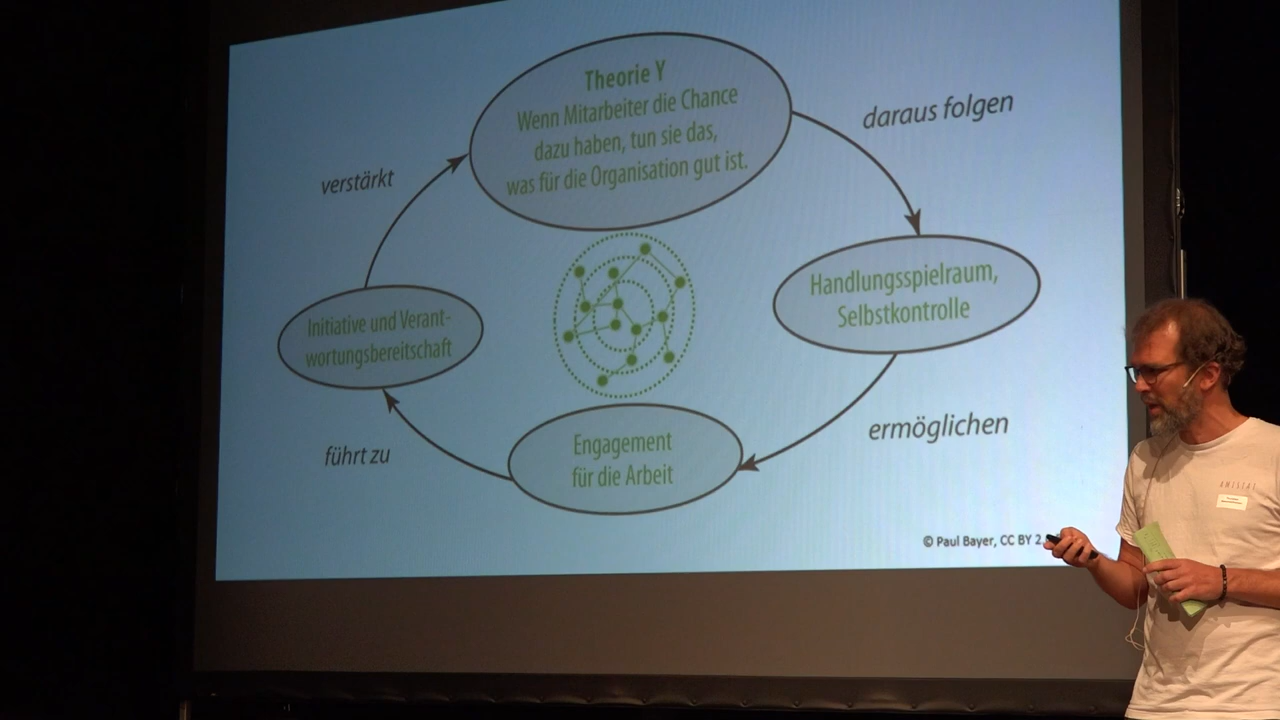 Theorie Y
Wenn Mitarbeiter die Chance
dazu haben, tun sie das,
was für die Organisation gut ist.
daraus folgen
Handlungsspielraum,
Selbstkontrolle
ermöglichen
Engagement
für die Arbeit
führt zu
Initiative und Verant-
wortungsbereitschaft
verstärkt
© Paul Bayer, CC BY 2.